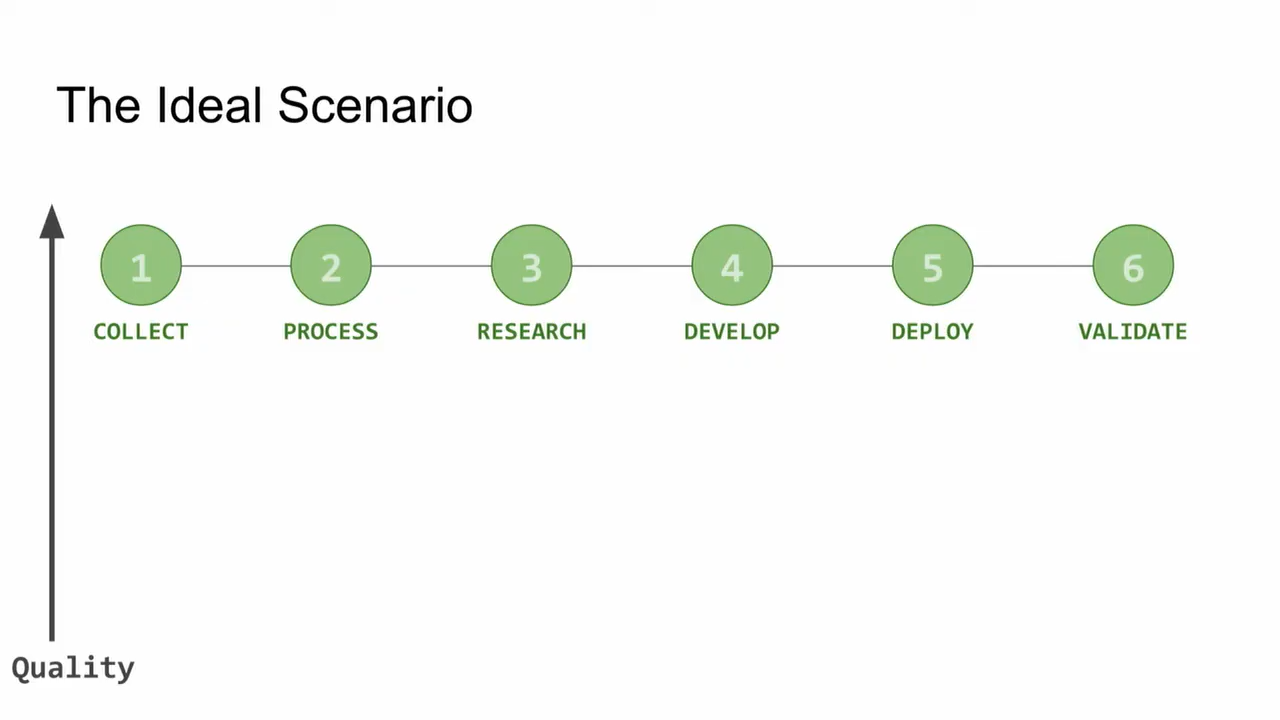 The Ideal Scenario
1 2 3 4 5 6
COLLECT PROCESS RESEARCH DEVELOP DEPLOY VALIDATE
Quality